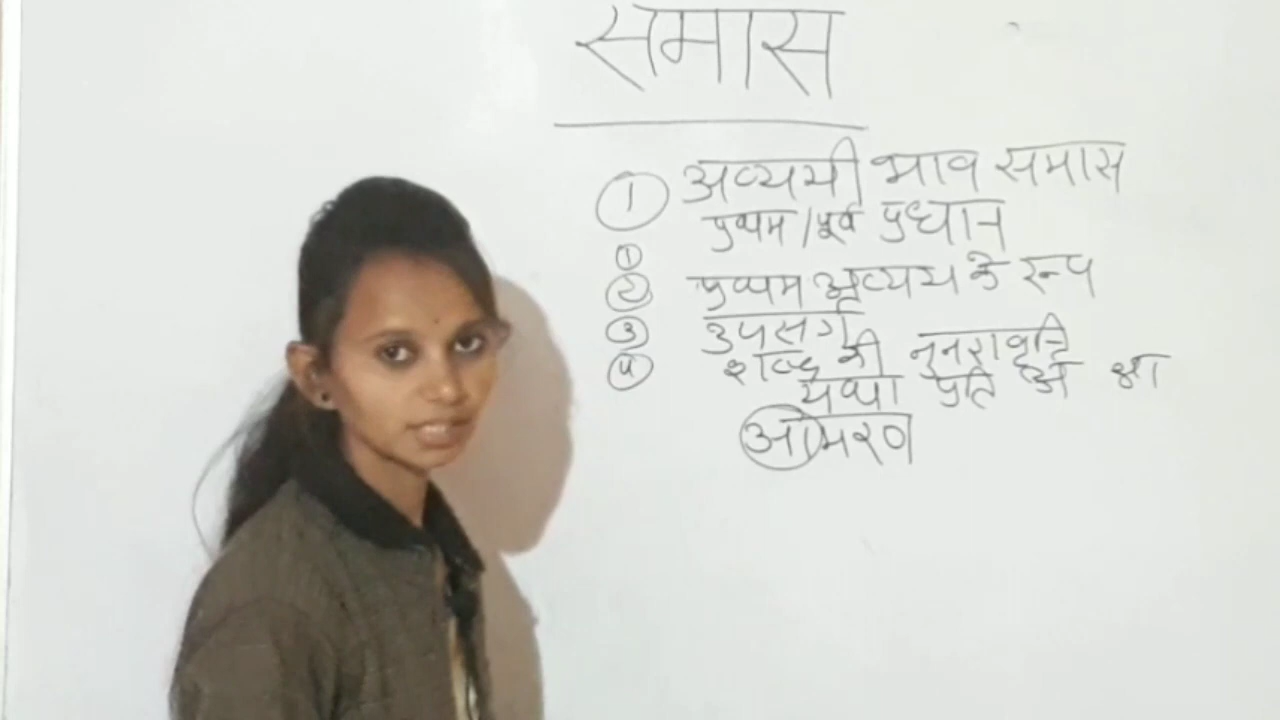 समास
① अव्ययी भाव समास
प्रथम / पूर्व प्रधान
① 
② प्रथम अव्यय के रूप
③ उपसर्ग
④ शब्द की पुनरावृत्ति
यथा प्रति अ आ
आमरण